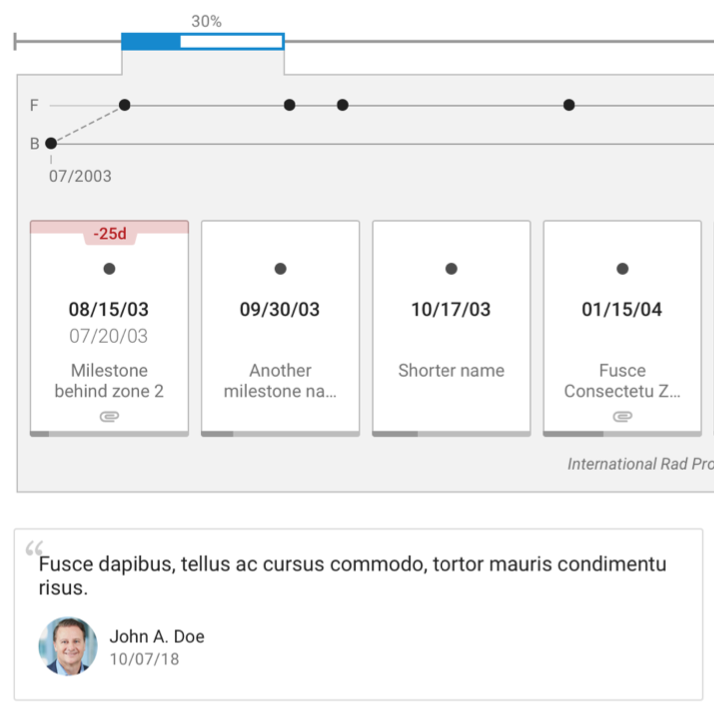 30%
F
B
07/2003
-25d
08/15/03
07/20/03
Milestone
behind zone 2
09/30/03
Another
milestone na...
10/17/03
Shorter name
01/15/04
Fusce
Consectetu Z...
International Rad Pro
“
Fusce dapibus, tellus ac cursus commodo, tortor mauris condimentu
risus.
John A. Doe
10/07/18